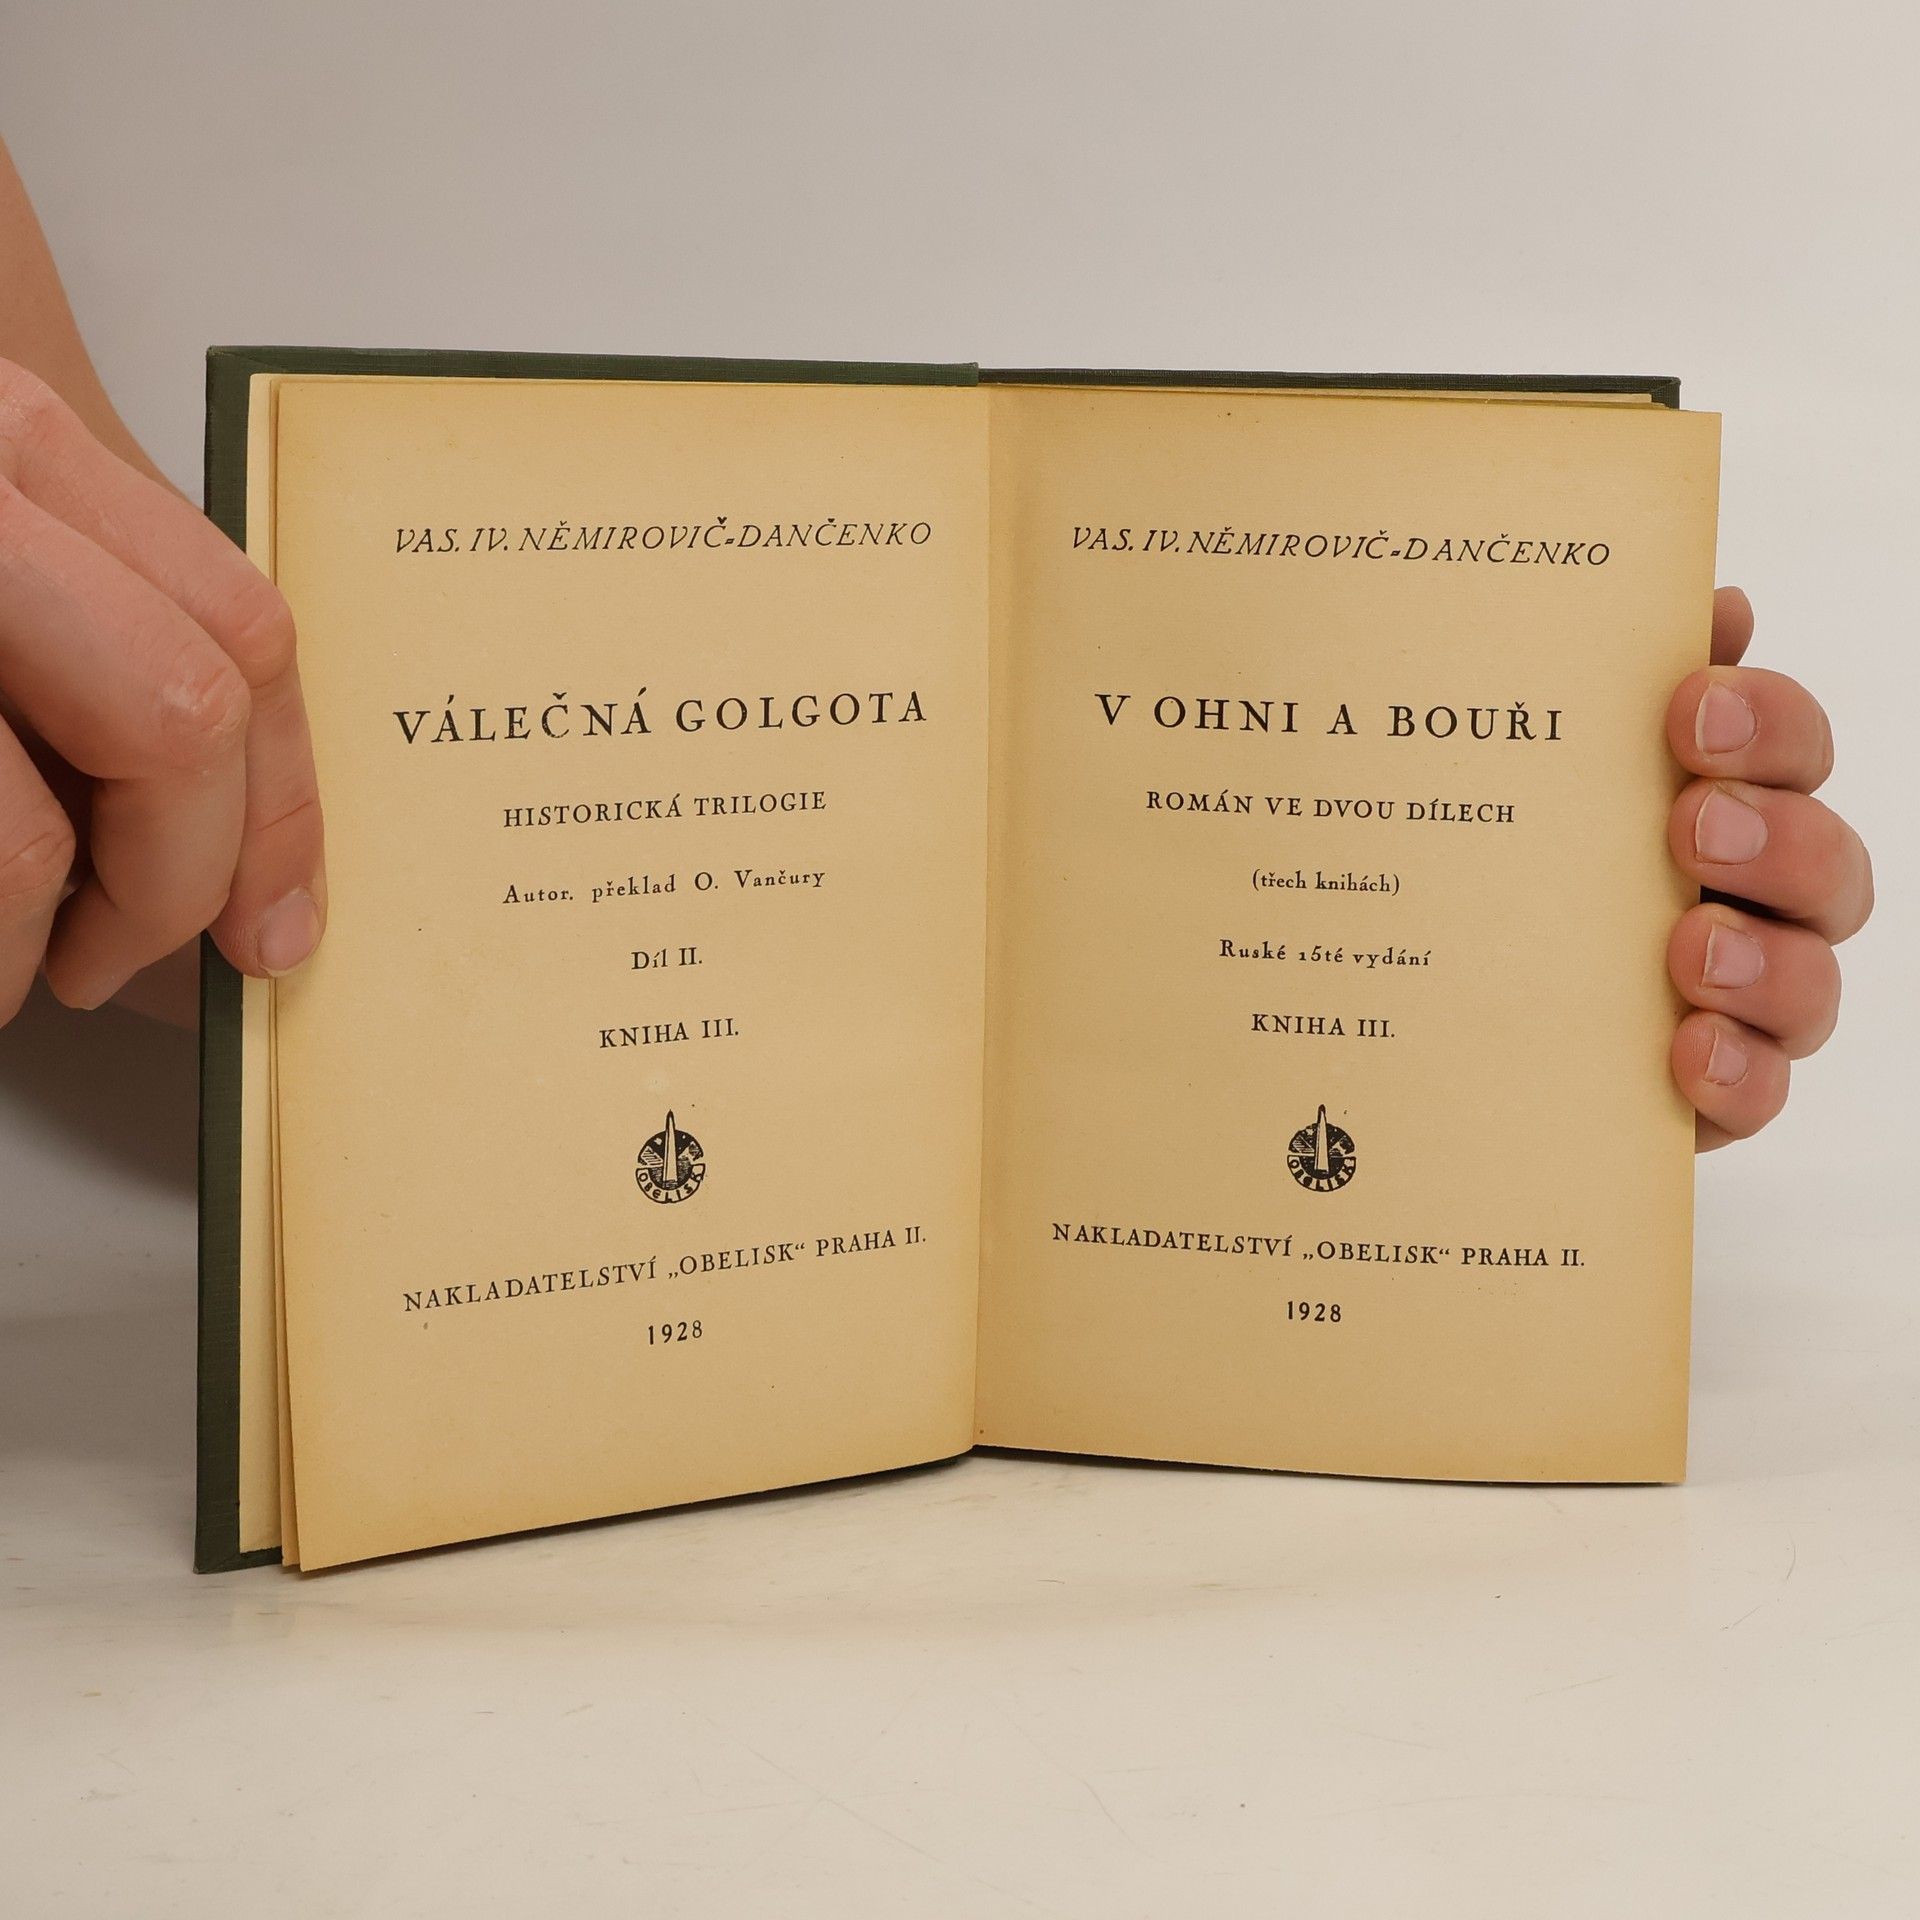 VAS. IV. NĚMIROVIČ-DANČENKO
VÁLEČNÁ GOLGOTA
HISTORICKÁ TRILOGIE
Autor. překlad O. Vančury
Díl II.
KNIHA III.
OBELISK
NAKLADATELSTVÍ „OBELISK“ PRAHA II.
1928
VAS. IV. NĚMIROVIČ-DANČENKO
V OHNI A BOUŘI
ROMÁN VE DVOU DÍLECH
(třech knihách)
Ruské 15té vydání
KNIHA III.
OBELISK
NAKLADATELSTVÍ „OBELISK“ PRAHA II.
1928